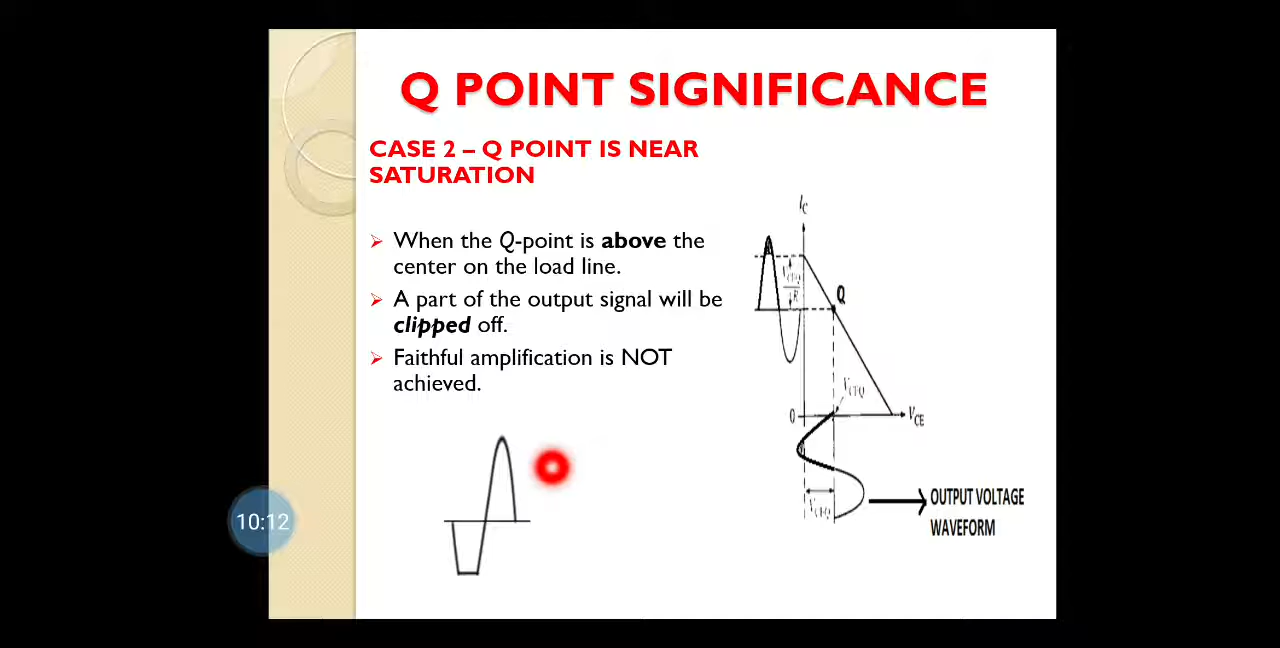 Q POINT SIGNIFICANCE
CASE 2 – Q POINT IS NEAR
SATURATION
When the Q-point is above the
center on the load line.
A part of the output signal will be
clipped off.
Faithful amplification is NOT
achieved.
10:12
I_C
Q
V_CEQ
0
V_CE
OUTPUT VOLTAGE
WAVEFORM